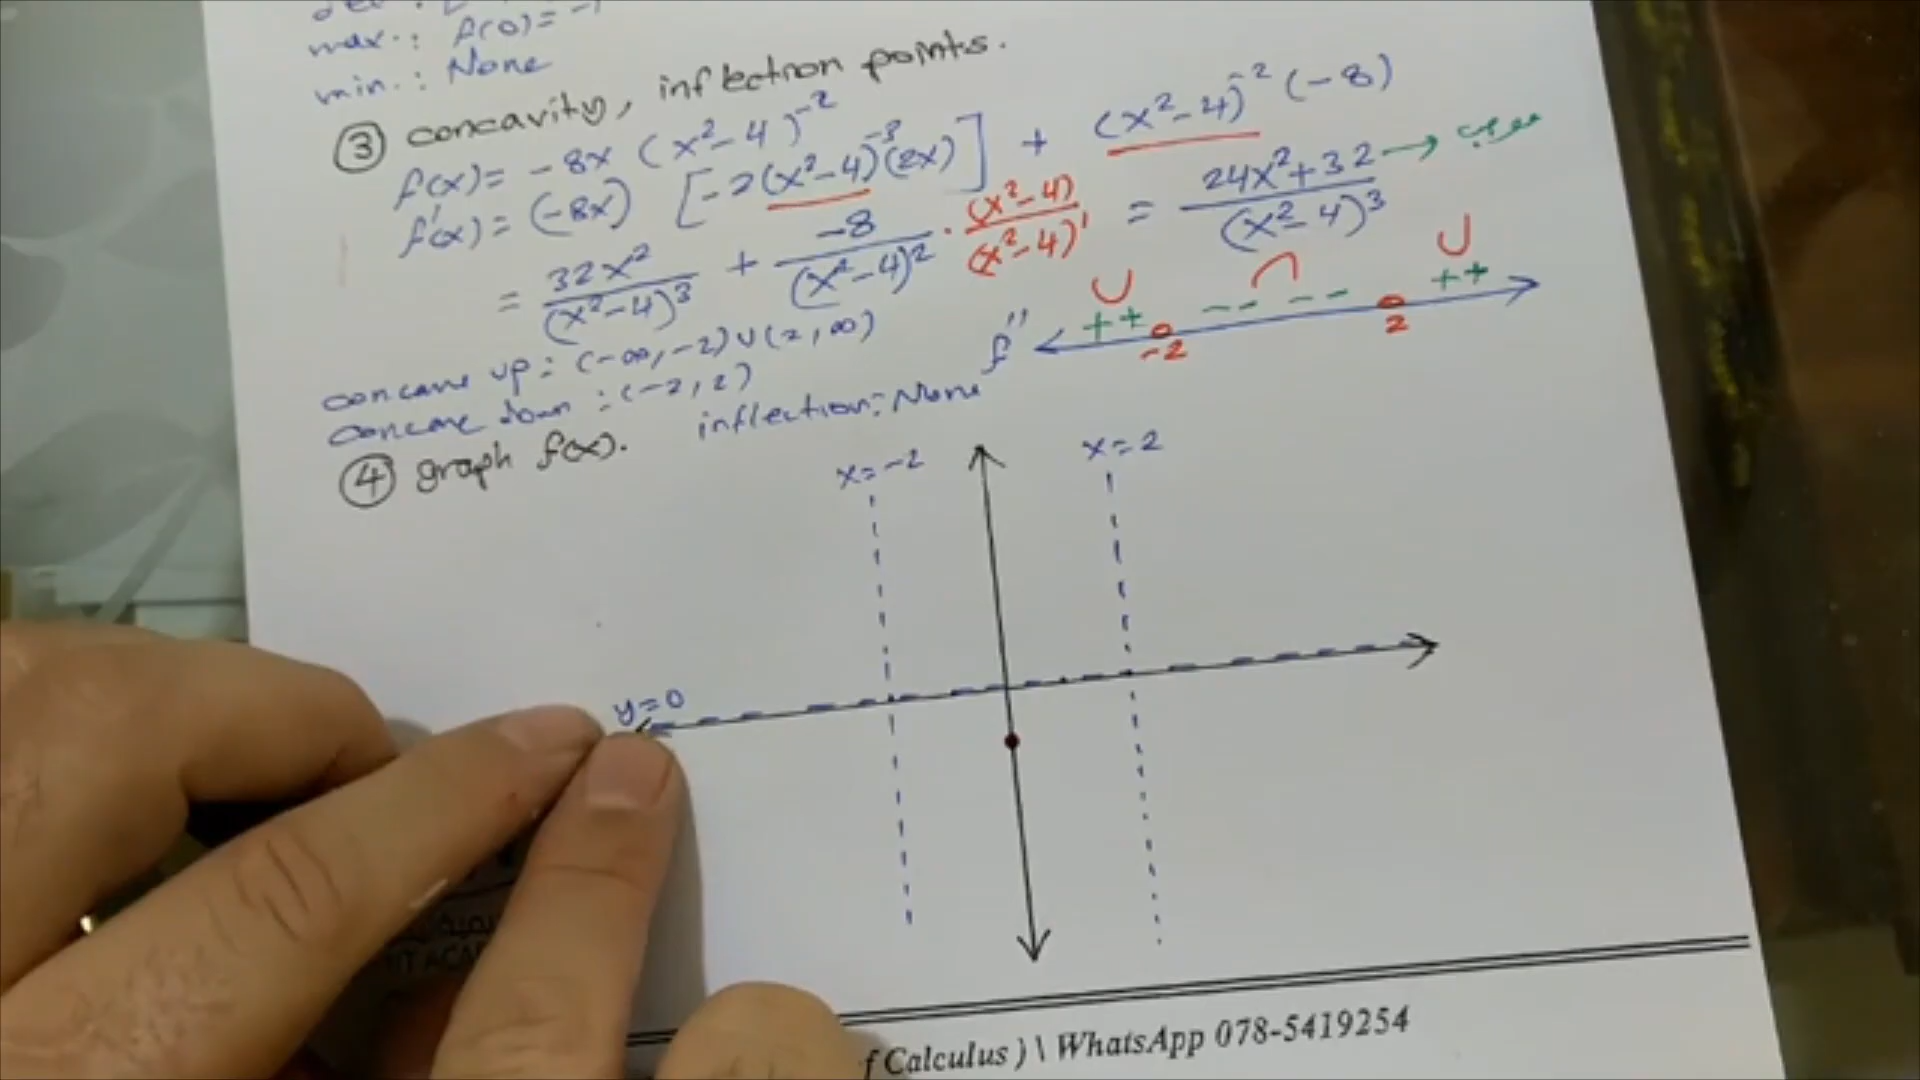 max.: f(0) = -1
min.: None
③ concavity, inflection points.
f(x) = -8x (x²-4)⁻²
f'(x) = (-8x) [-2(x²-4)⁻³(2x)] + (x²-4)⁻² (-8)
= 32x²/(x²-4)³ + -8/(x²-4)² · (x²-4)/(x²-4)¹ = 24x²+32/(x²-4)³ → موجب
∪ ∩ ∪
++ -- -- ++
f'' -2 2
concave up: (-∞,-2)∪(2,∞)
concave down: (-2,2) inflection: None
④ graph f(x).
x=-2 x=2
y=0
f Calculus ) \ WhatsApp 078-5419254